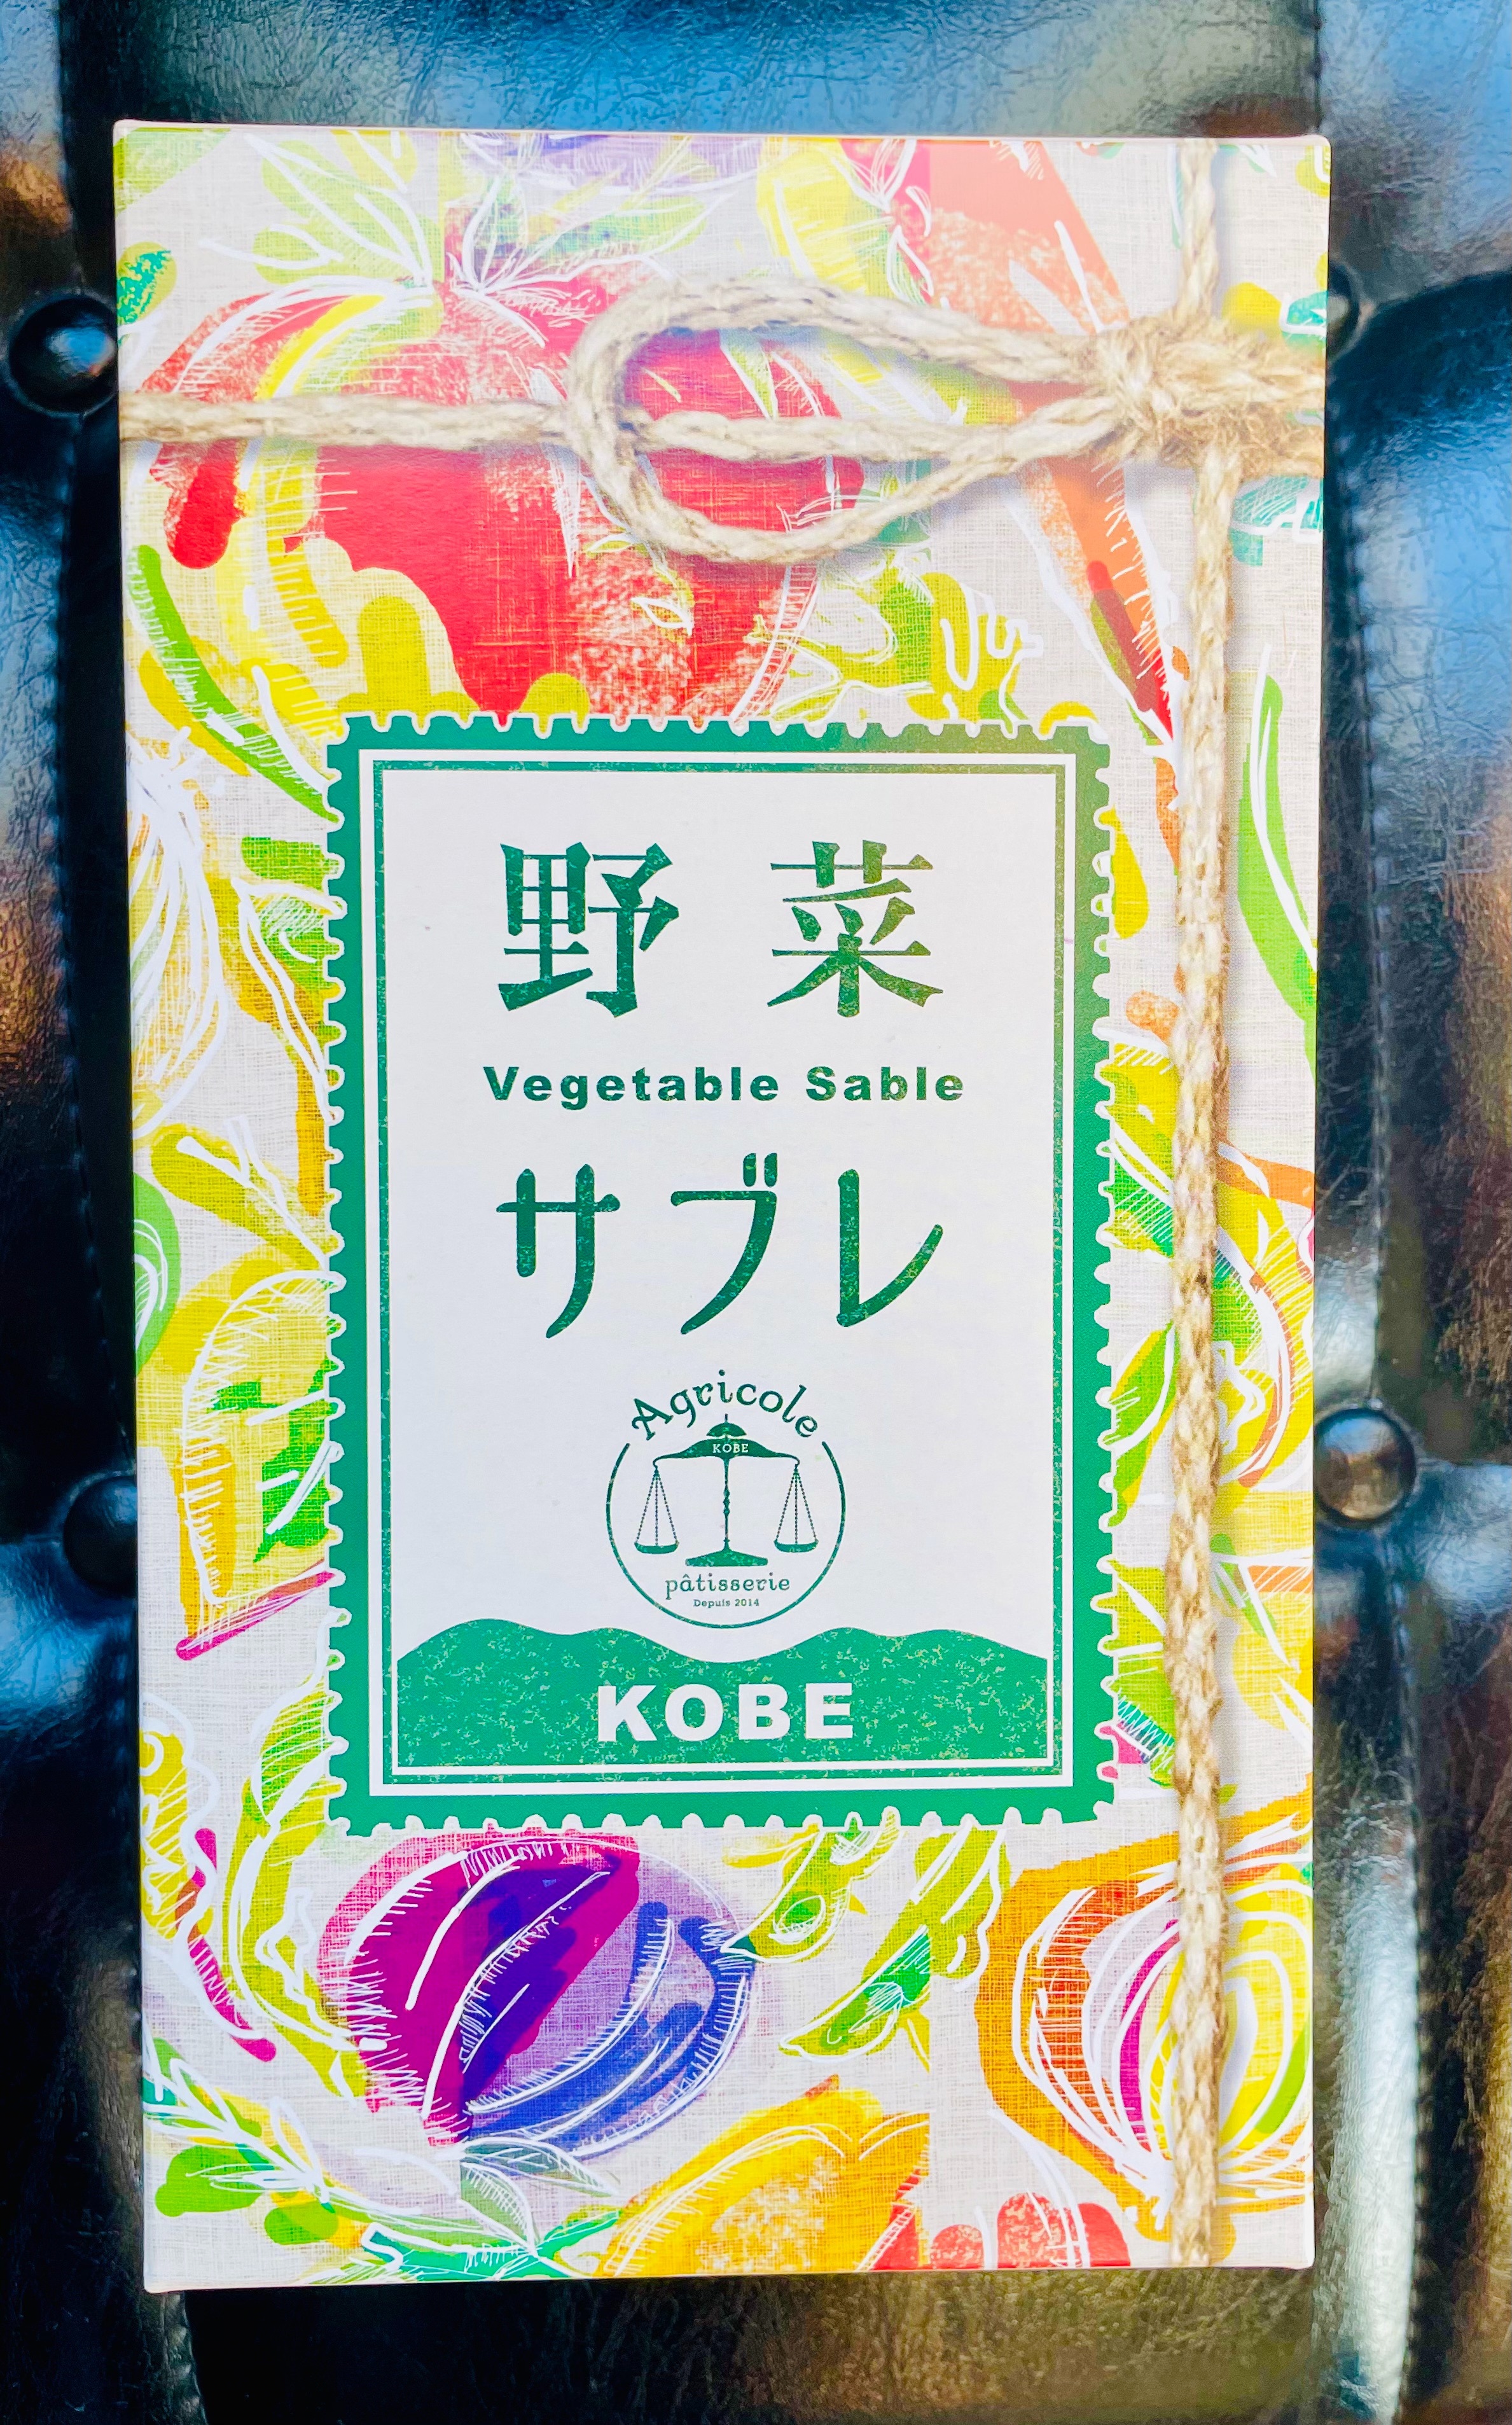 野菜
Vegetable Sable
サブレ
Agricole
KOBE
pâtisserie
Depuis 2014
KOBE